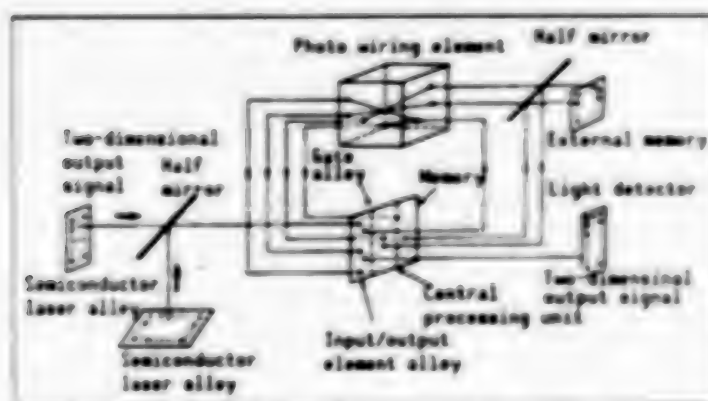 Photo wiring element
Half mirror
Two-dimensional
output
signal
Half
mirror
Gate
alley
Memory
External memory
Light detector
Semiconductor
laser alley
Central
processing unit
Two-dimensinal
output signal
Input/output
element alley
Semiconductor
laser alley